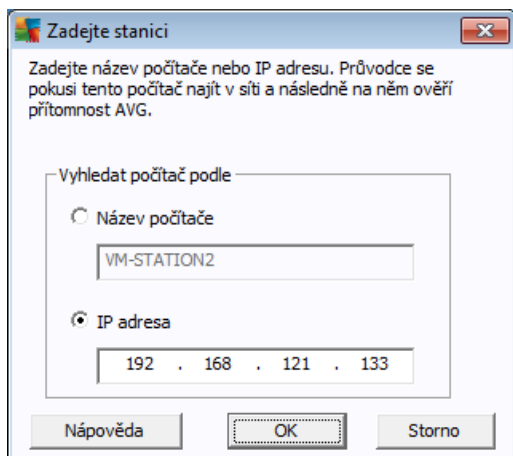 Zadejte stanici
Zadejte název počítače nebo IP adresu. Průvodce se
pokusi tento počítač najít v síti a následně na něm ověří
přítomnost AVG.
Vyhledat počítač podle
Název počítače
VM-STATION2
IP adresa
192 . 168 . 121 . 133
Nápověda OK Storno